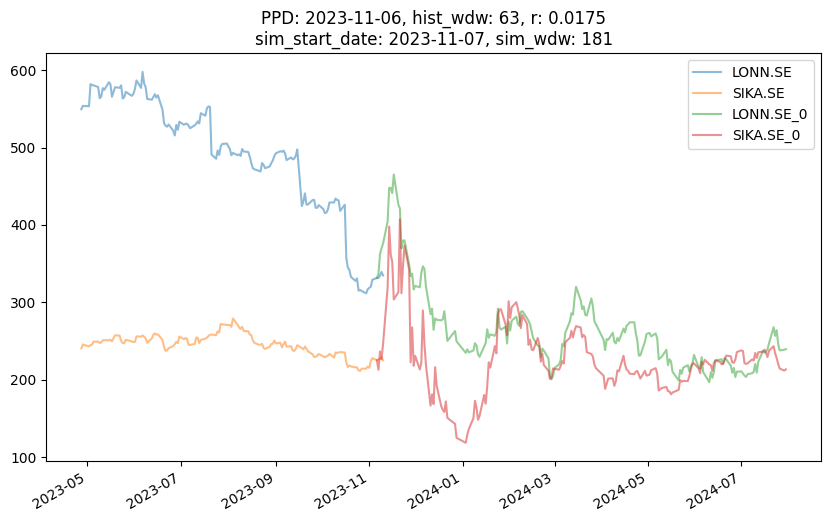 PPD: 2023-11-06, hist_wdw: 63, r: 0.0175
sim_start_date: 2023-11-07, sim_wdw: 181
LONN.SE
SIKA.SE
LONN.SE_0
SIKA.SE_0
600
500
400
300
200
100
2023-05
2023-07
2023-09
2023-11
2024-01
2024-03
2024-05
2024-07